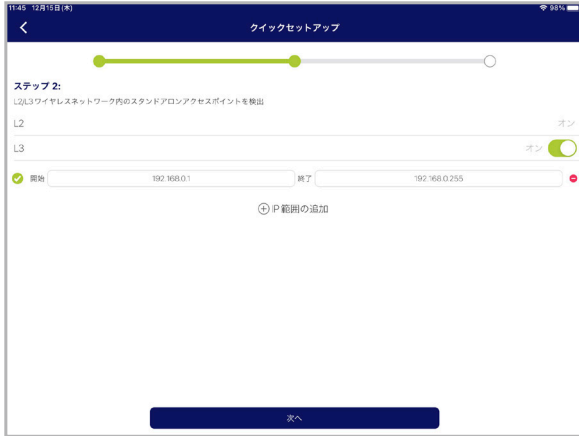 11:45 12月15日(木) 98%
クイックセットアップ
ステップ 2:
L2/L3ワイヤレスネットワーク内のスタンドアロンアクセスポイントを検出
L2 オン
L3 オン
開始 192.168.0.1 終了 192.168.0.255
IP 範囲の追加
次へ